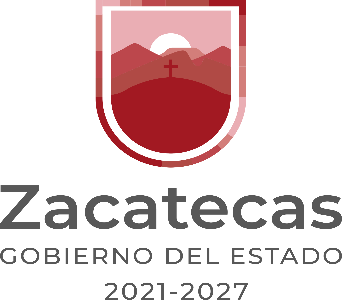 Zacatecas
GOBIERNO DEL ESTADO
2021-2027